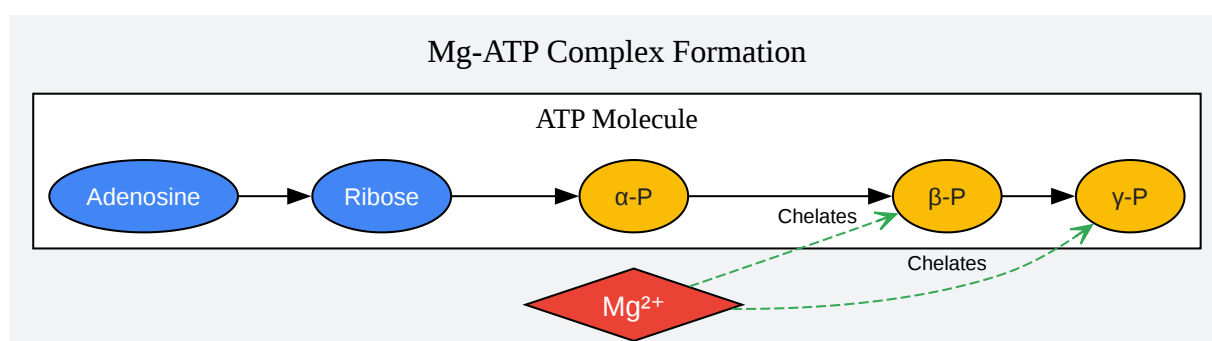 Mg-ATP Complex Formation
ATP Molecule
Adenosine
Ribose
α-P
β-P
γ-P
Chelates
Chelates
Mg²⁺